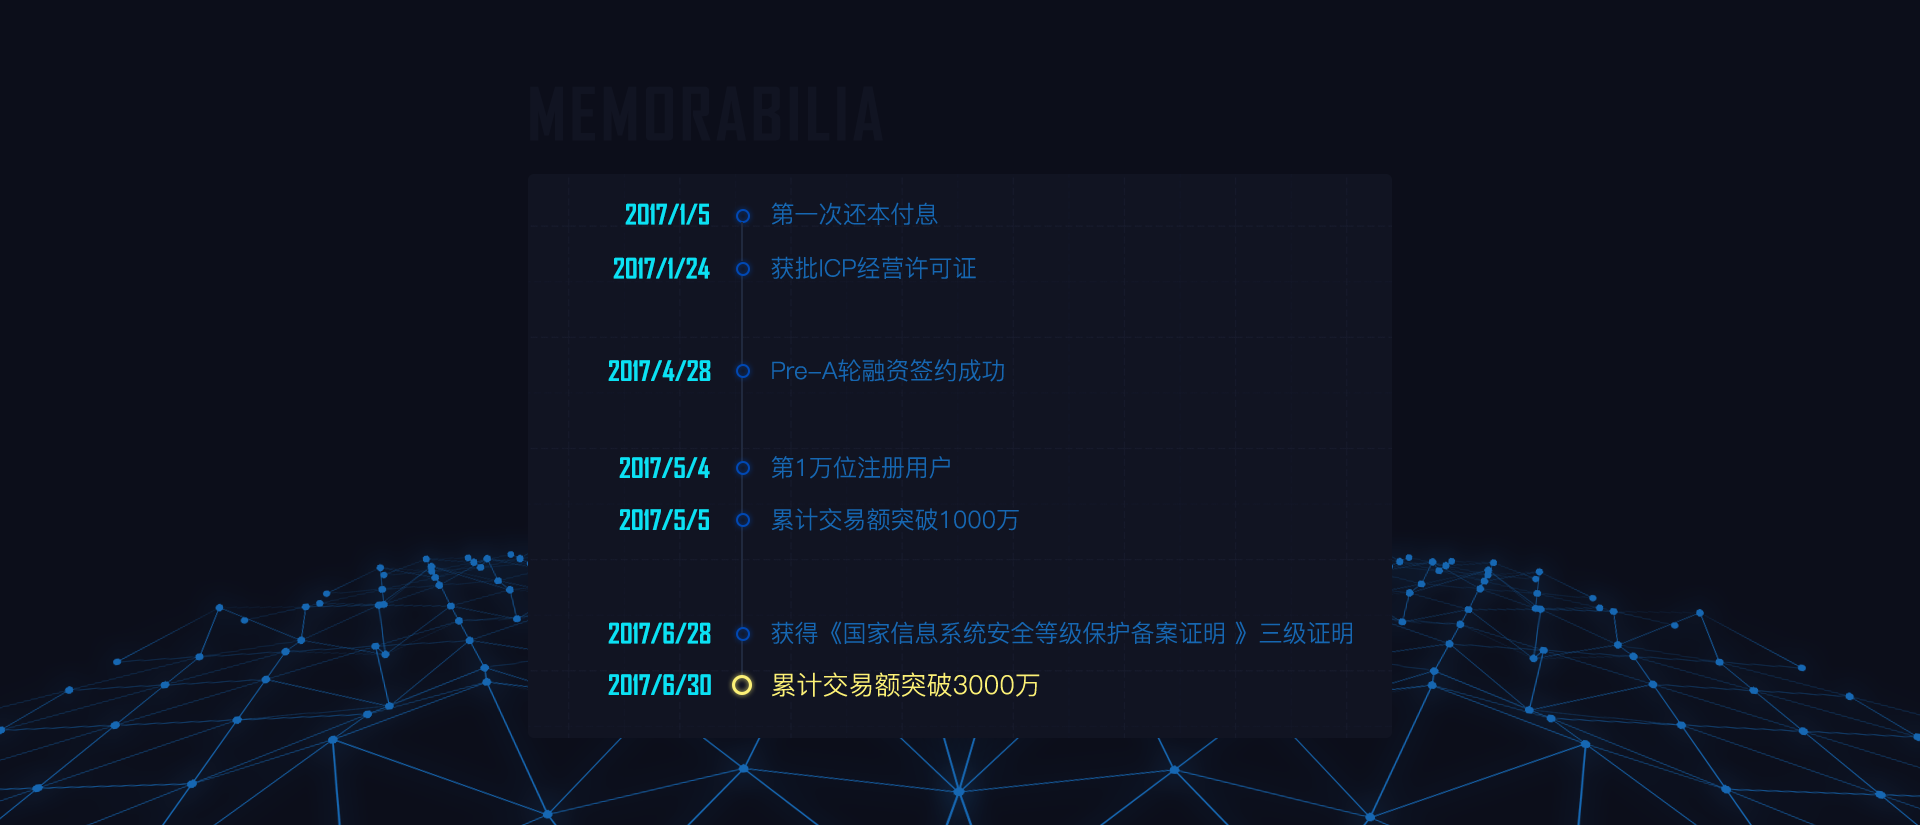 MEMORABILIA
2017/1/5 第一次还本付息
2017/1/24 获批ICP经营许可证
2017/4/28 Pre–A轮融资签约成功
2017/5/4 第1万位注册用户
2017/5/5 累计交易额突破1000万
2017/6/28 获得《国家信息系统安全等级保护备案证明 》三级证明
2017/6/30 累计交易额突破3000万